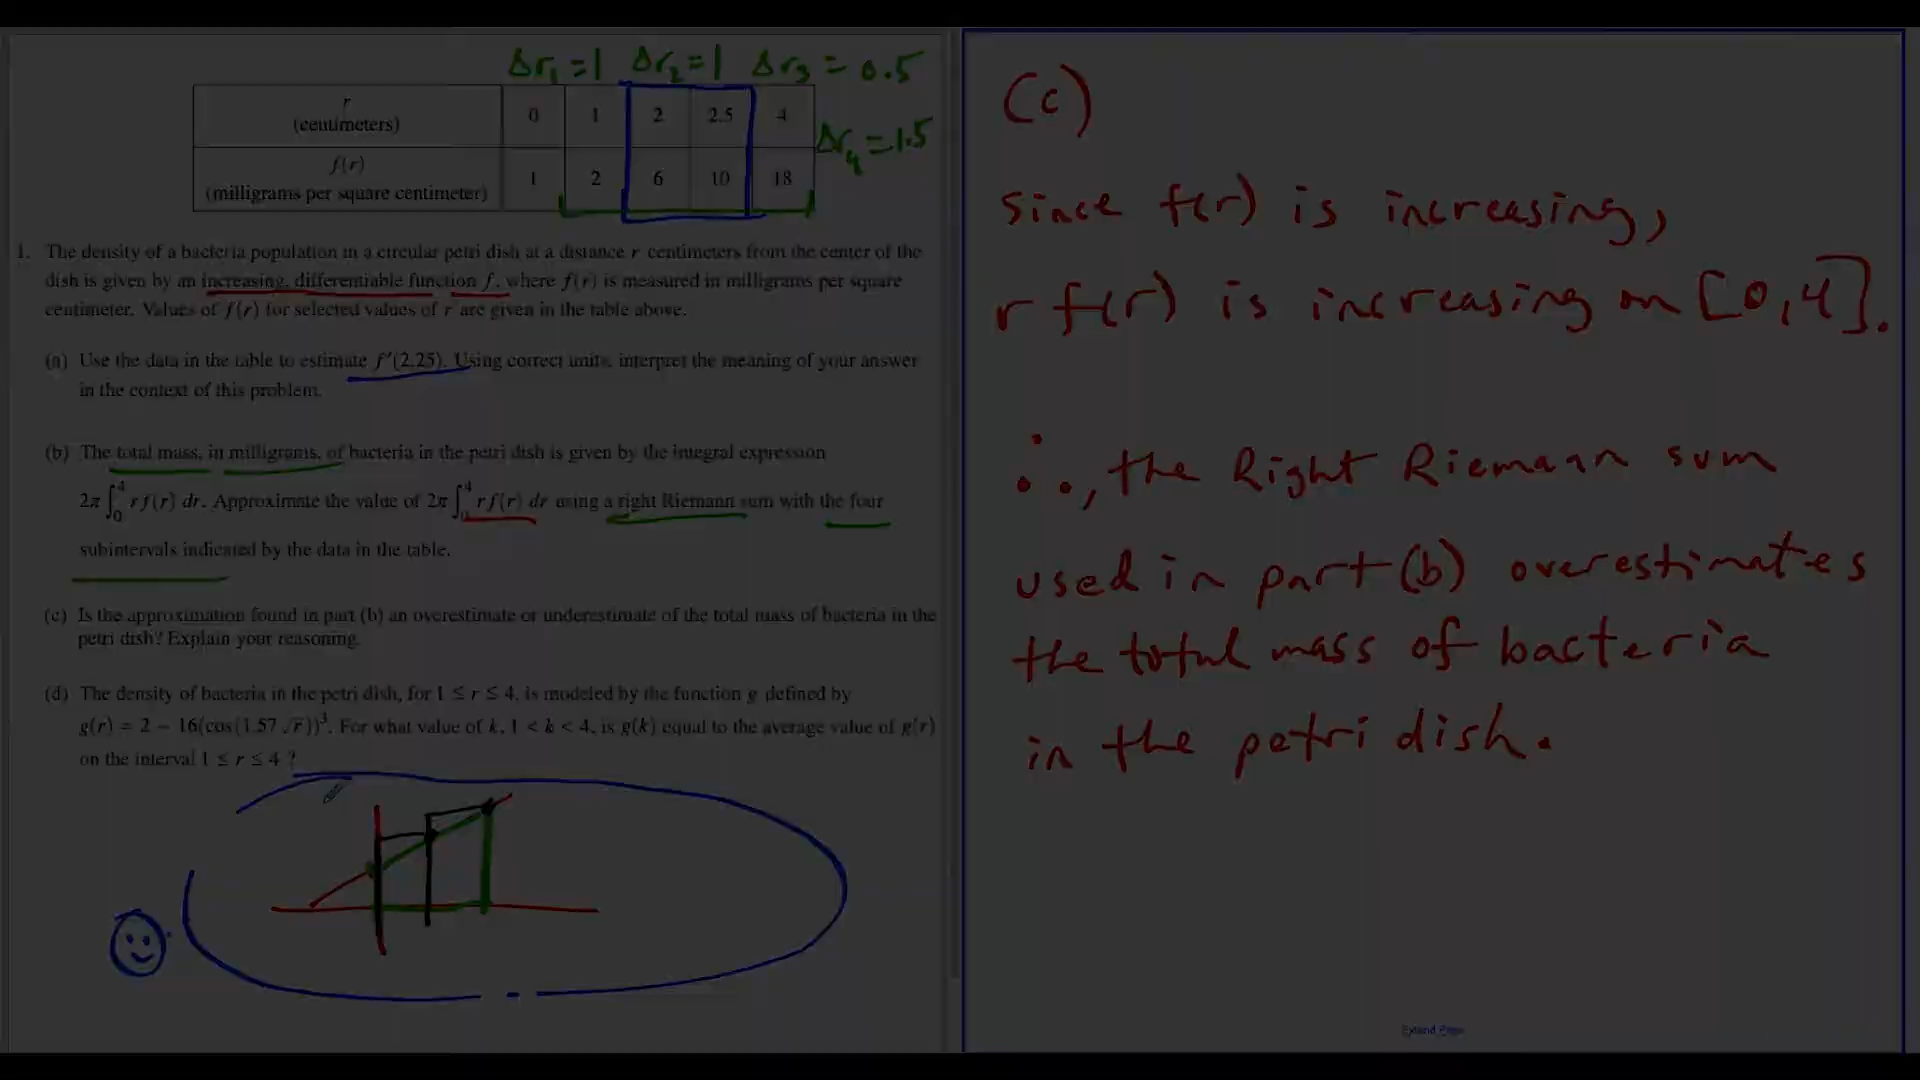 Δr₁ = 1 Δr₂ = 1 Δr₃ = 0.5
r (centimeters) 0 1 2 2.5 4
Δr₄ = 1.5
f(r) (milligrams per square centimeter) 1 2 6 10 18
1. The density of a bacteria population in a circular petri dish at a distance r centimeters from the center of the
dish is given by an increasing, differentiable function f, where f(r) is measured in milligrams per square
centimeter. Values of f(r) for selected values of r are given in the table above.
(a) Use the data in the table to estimate f′(2.25). Using correct units, interpret the meaning of your answer
in the context of this problem.
(b) The total mass, in milligrams, of bacteria in the petri dish is given by the integral expression
2π ∫₀⁴ r f(r) dr. Approximate the value of 2π ∫₀⁴ r f(r) dr using a right Riemann sum with the four
subintervals indicated by the data in the table.
(c) Is the approximation found in part (b) an overestimate or underestimate of the total mass of bacteria in the
petri dish? Explain your reasoning.
(d) The density of bacteria in the petri dish, for 1 ≤ r ≤ 4, is modeled by the function g defined by
g(r) = 2 − 16(cos(1.57 √r))³. For what value of k, 1 < k < 4, is g(k) equal to the average value of g(r)
on the interval 1 ≤ r ≤ 4 ?
(c)
since f(r) is increasing,
r f(r) is increasing on [0,4].
∴, the Right Riemann sum
used in part (b) overestimates
the total mass of bacteria
in the petri dish.
Extend Page